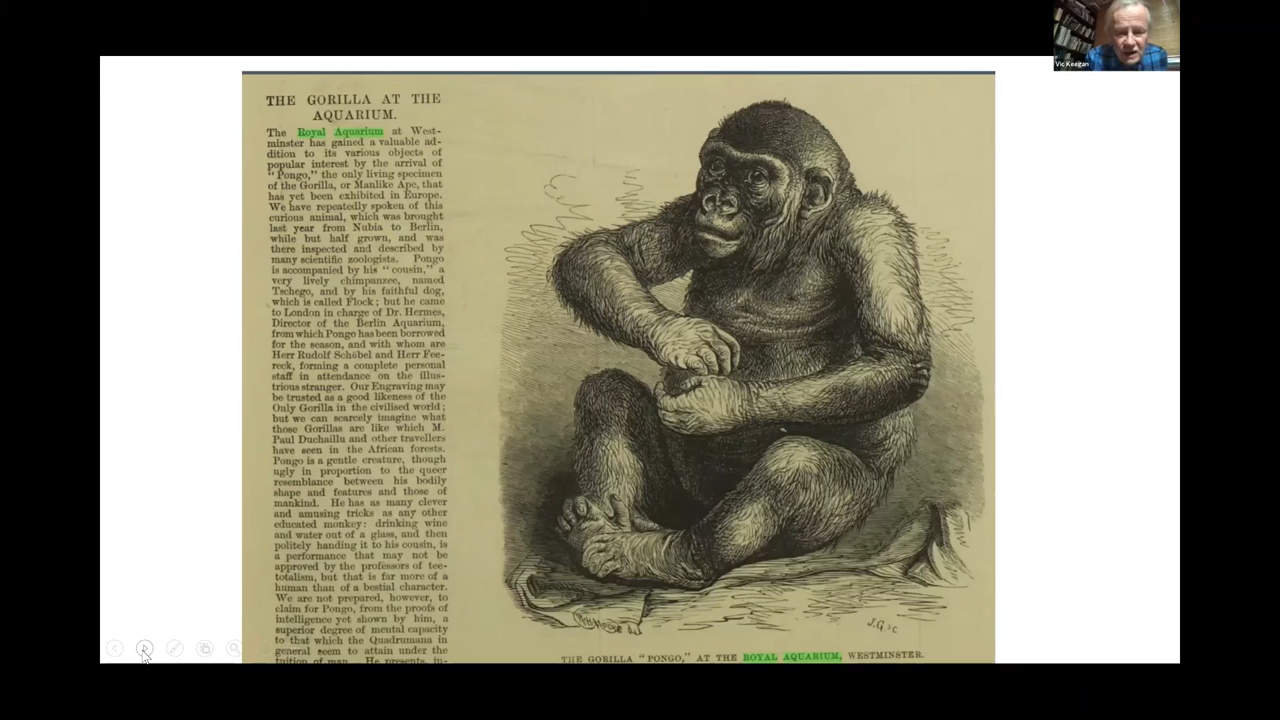 Vic Keegan
THE GORILLA AT THE
AQUARIUM.
The Royal Aquarium at West-
minster has gained a valuable ad-
dition to its various objects of
popular interest by the arrival of
"Pongo," the only living specimen
of the Gorilla, or Manlike Ape, that
has yet been exhibited in Europe.
We have repeatedly spoken of this
curious animal, which was brought
last year from Nubia to Berlin,
while but half grown, and was
there inspected and described by
many scientific zoologists. Pongo
is accompanied by his "cousin," a
very lively chimpanzee, named
Tschego, and by his faithful dog,
which is called Flock; but he came
to London in charge of Dr. Hermes,
Director of the Berlin Aquarium,
from which Pongo has been borrowed
for the season, and with whom are
Herr Rudolf Schöbel and Herr Fee-
reck, forming a complete personal
staff in attendance on the illus-
trious stranger. Our Engraving may
be trusted as a good likeness of the
Only Gorilla in the civilised world;
but we can scarcely imagine what
those Gorillas are like which M.
Paul Duchaillu and other travellers
have seen in the African forests.
Pongo is a gentle creature, though
ugly in proportion to the queer
resemblance between his bodily
shape and features and those of
mankind. He has as many clever
and amusing tricks as any other
educated monkey: drinking wine
and water out of a glass, and then
politely handing it to his cousin, is
a performance that may not be
approved by the professors of tee-
totalism, but that is far more of a
human than of a bestial character.
We are not prepared, however, to
claim for Pongo, from the proofs of
intelligence yet shown by him, a
superior degree of mental capacity
to that which the Quadrumana in
general seem to attain under the
tuition of man. He presents, in-
J.G. sc
THE GORILLA "PONGO," AT THE ROYAL AQUARIUM, WESTMINSTER.